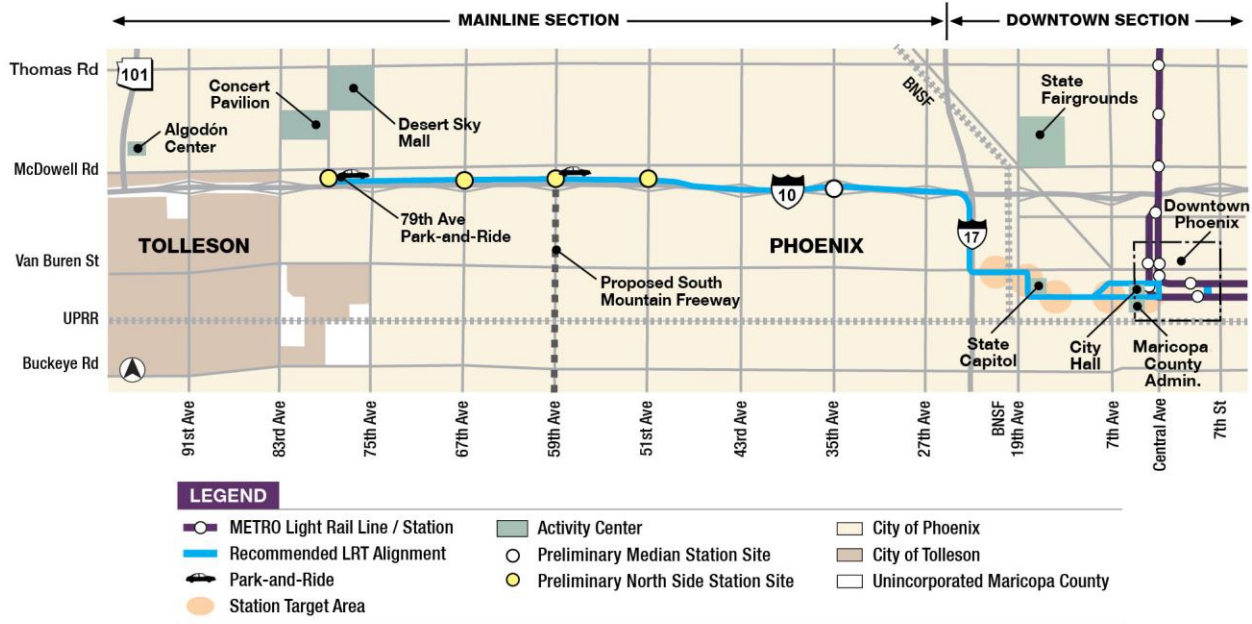 MAINLINE SECTION
DOWNTOWN SECTION
Thomas Rd
101
Concert
Pavilion
Desert Sky
Mall
Algodón
Center
BNSF
State
Fairgrounds
McDowell Rd
79th Ave
Park-and-Ride
10
17
Downtown
Phoenix
TOLLESON
PHOENIX
Van Buren St
Proposed South
Mountain Freeway
UPRR
State
Capitol
City
Hall
Maricopa
County
Admin.
Buckeye Rd
91st Ave
83rd Ave
75th Ave
67th Ave
59th Ave
51st Ave
43rd Ave
35th Ave
27th Ave
BNSF
19th Ave
7th Ave
Central Ave
7th St
LEGEND
METRO Light Rail Line / Station
Recommended LRT Alignment
Park-and-Ride
Station Target Area
Activity Center
Preliminary Median Station Site
Preliminary North Side Station Site
City of Phoenix
City of Tolleson
Unincorporated Maricopa County